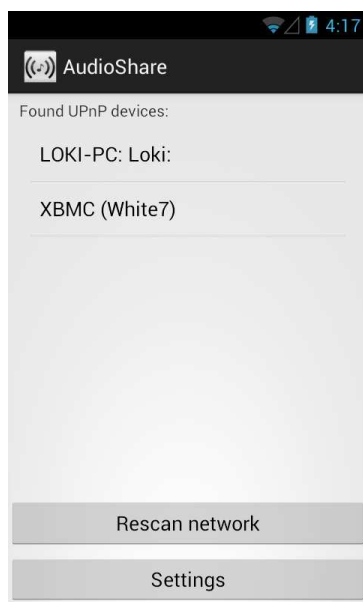 4:17
AudioShare
Found UPnP devices:
LOKI-PC: Loki:
XBMC (White7)
Rescan network
Settings